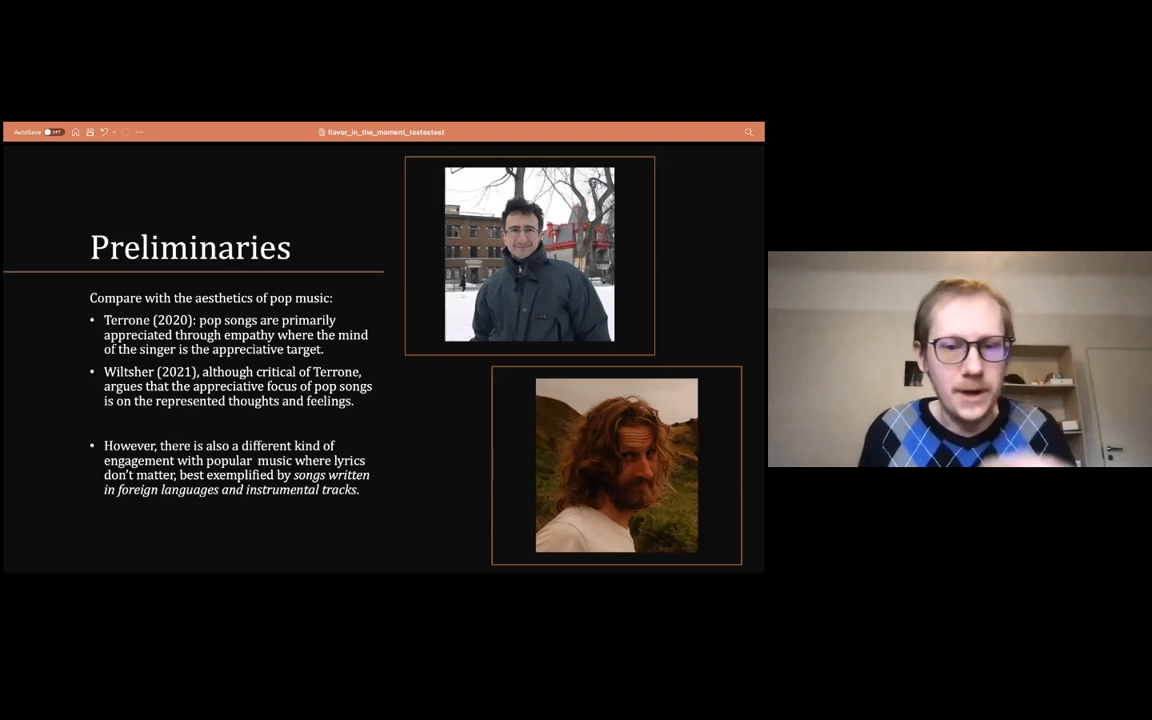 AutoSave OFF
flavor_in_the_moment_testestest
Preliminaries
Compare with the aesthetics of pop music:
• Terrone (2020): pop songs are primarily
appreciated through empathy where the mind
of the singer is the appreciative target.
• Wiltsher (2021), although critical of Terrone,
argues that the appreciative focus of pop songs
is on the represented thoughts and feelings.
• However, there is also a different kind of
engagement with popular music where lyrics
don't matter, best exemplified by songs written
in foreign languages and instrumental tracks.